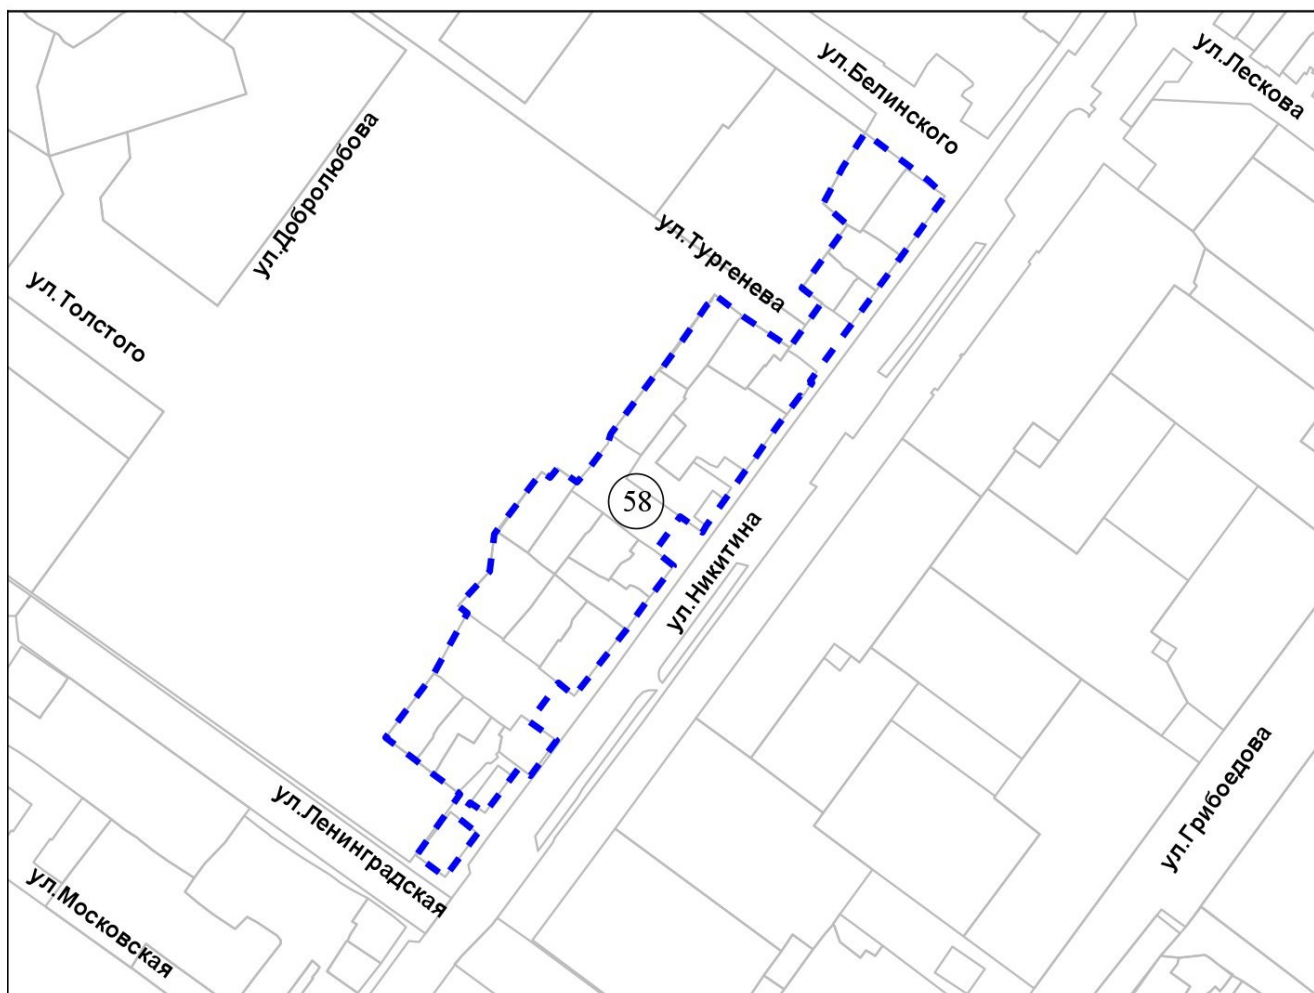 ул.Белинского
ул.Лескова
ул.Добролюбова
ул.Тургенева
ул.Толстого
58
ул.Никитина
ул.Грибоедова
ул.Ленинградская
ул.Московская